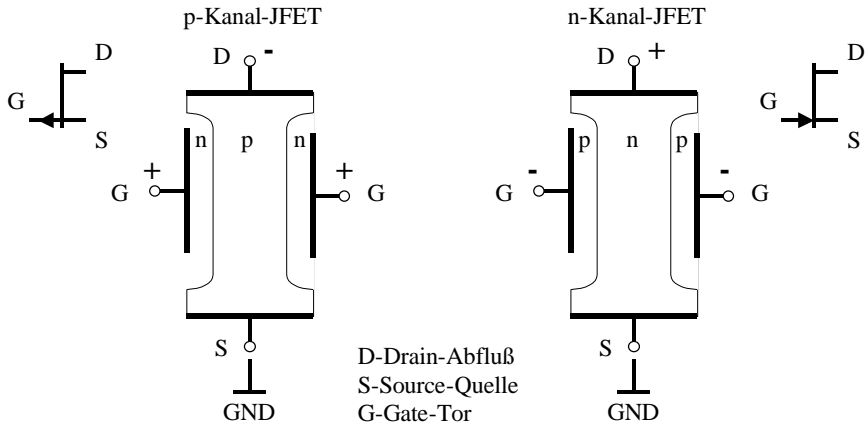 p-Kanal-JFET
n-Kanal-JFET
D -
D +
D
G
S
n p n
+ +
G G
S
GND
D
G
S
p n p
- -
G G
S
GND
D-Drain-Abfluß
S-Source-Quelle
G-Gate-Tor